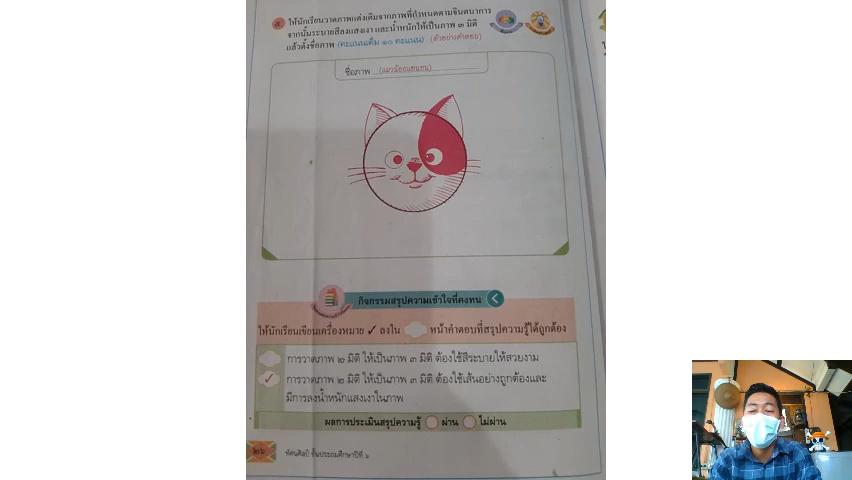 ๕. ให้นักเรียนวาดภาพแต่งเติมจากภาพที่กำหนดตามจินตนาการ
จากนั้นระบายสีลงแสงเงา และน้ำหนักให้เป็นภาพ ๓ มิติ
แล้วตั้งชื่อภาพ (คะแนนเต็ม ๑๐ คะแนน) (ตัวอย่างคำตอบ)
ชื่อภาพ (แมวน้อยแสนซน)
กิจกรรมสรุปความเข้าใจที่คงทน
ให้นักเรียนเขียนเครื่องหมาย ✓ ลงใน หน้าคำตอบที่สรุปความรู้ได้ถูกต้อง
การวาดภาพ ๒ มิติ ให้เป็นภาพ ๓ มิติ ต้องใช้สีระบายให้สวยงาม
✓ การวาดภาพ ๒ มิติ ให้เป็นภาพ ๓ มิติ ต้องใช้เส้นอย่างถูกต้องและ
มีการลงน้ำหนักแสงเงาในภาพ
ผลการประเมินสรุปความรู้ ผ่าน ไม่ผ่าน
๒๖ ทัศนศิลป์ ชั้นประถมศึกษาปีที่ ๖